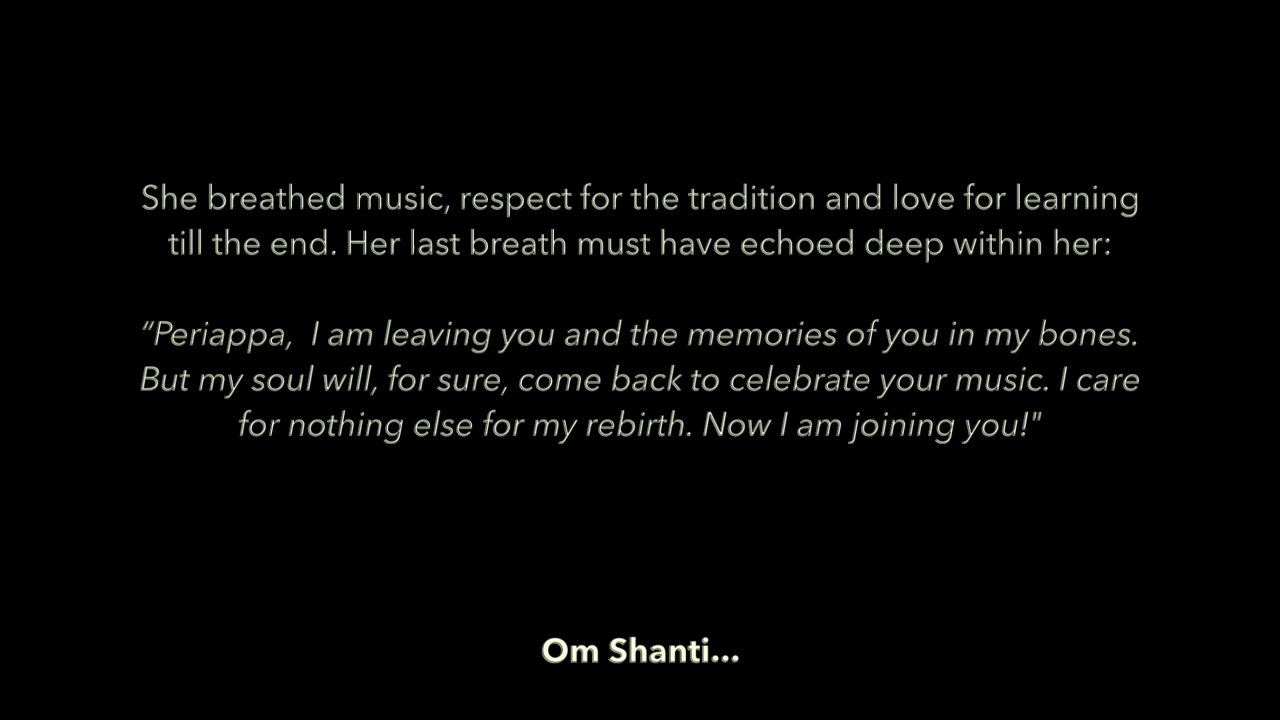 She breathed music, respect for the tradition and love for learning
till the end. Her last breath must have echoed deep within her:
“Periappa,  I am leaving you and the memories of you in my bones.
But my soul will, for sure, come back to celebrate your music. I care
for nothing else for my rebirth. Now I am joining you!"
Om Shanti...